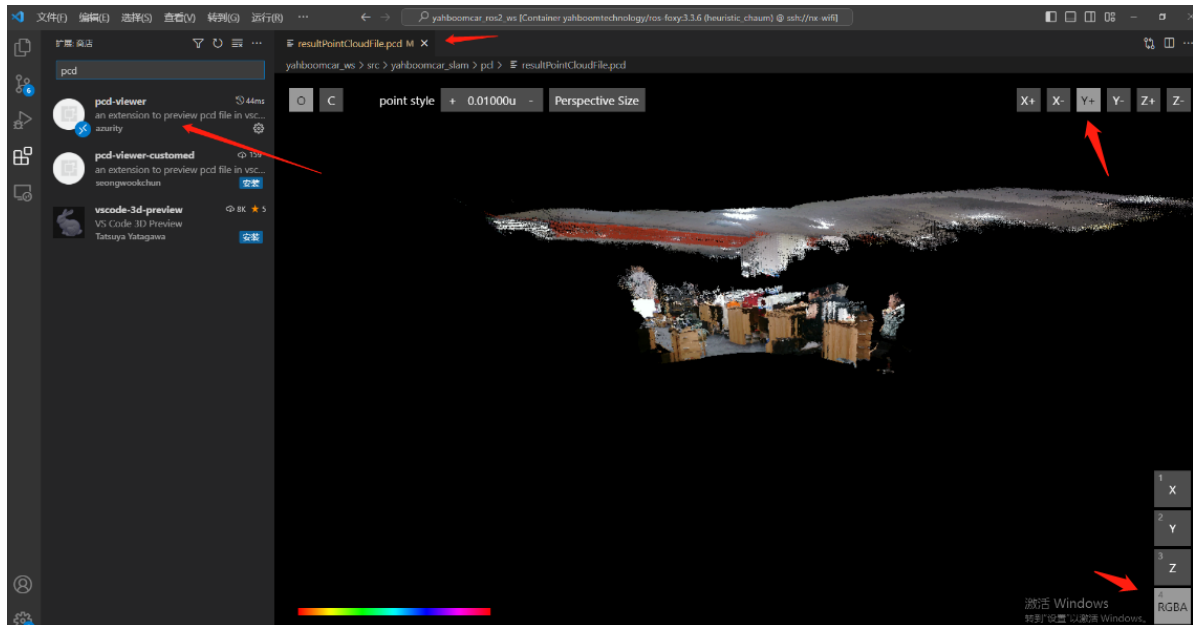 文件(F) 编辑(E) 选择(S) 查看(V) 转到(G) 运行(R) ···
yahboomcar_ros2_ws [Container yahboomtechnology/ros-foxy:3.3.6 (heuristic_chaum) @ ssh://nx-wifi]
扩展: 商店
pcd
pcd-viewer 44ms
an extension to preview pcd file in vsc...
azurity
pcd-viewer-customed 159
an extension to preview pcd file in vsc...
seongwookchun 安装
vscode-3d-preview 8K ★ 5
VS Code 3D Preview
Tatsuya Yatagawa 安装
6
resultPointCloudFile.pcd M ×
yahboomcar_ws > src > yahboomcar_slam > pcl > resultPointCloudFile.pcd
O C point style + 0.01000u - Perspective Size X+ X- Y+ Y- Z+ Z-
1 X
2 Y
3 Z
4 RGBA
激活 Windows
转到"设置"以激活 Windows。